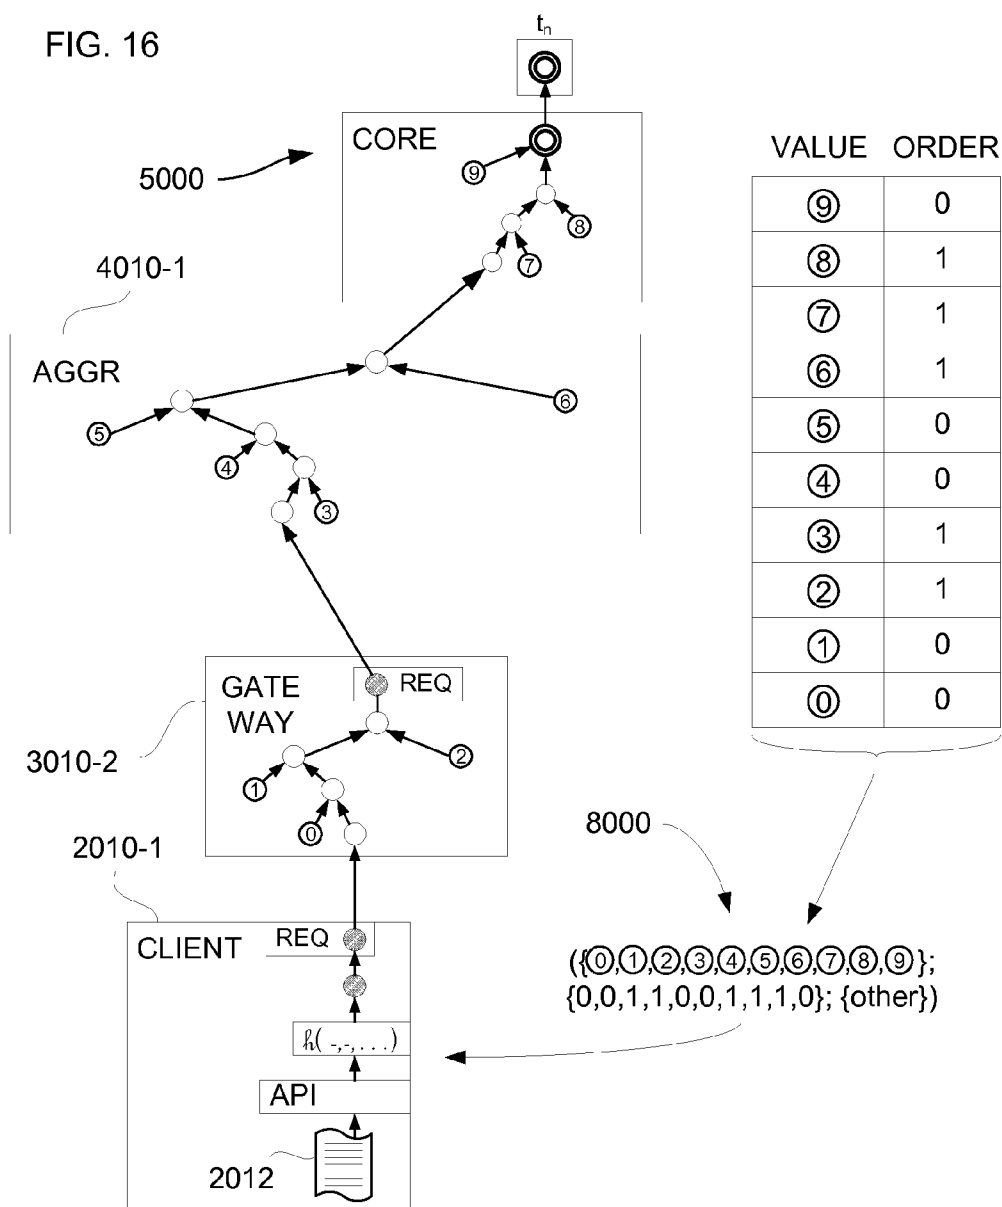 FIG. 16
tn
CORE
5000
⑨
⑧
⑦
4010-1
AGGR
⑥
⑤
④
③
GATE
WAY
REQ
3010-2
②
①
⓪
2010-1
CLIENT
REQ
h( -,-, . . . )
API
2012
VALUE ORDER
⑨ 0
⑧ 1
⑦ 1
⑥ 1
⑤ 0
④ 0
③ 1
② 1
① 0
⓪ 0
8000
({⓪,①,②,③,④,⑤,⑥,⑦,⑧,⑨};
{0,0,1,1,0,0,1,1,1,0}; {other})